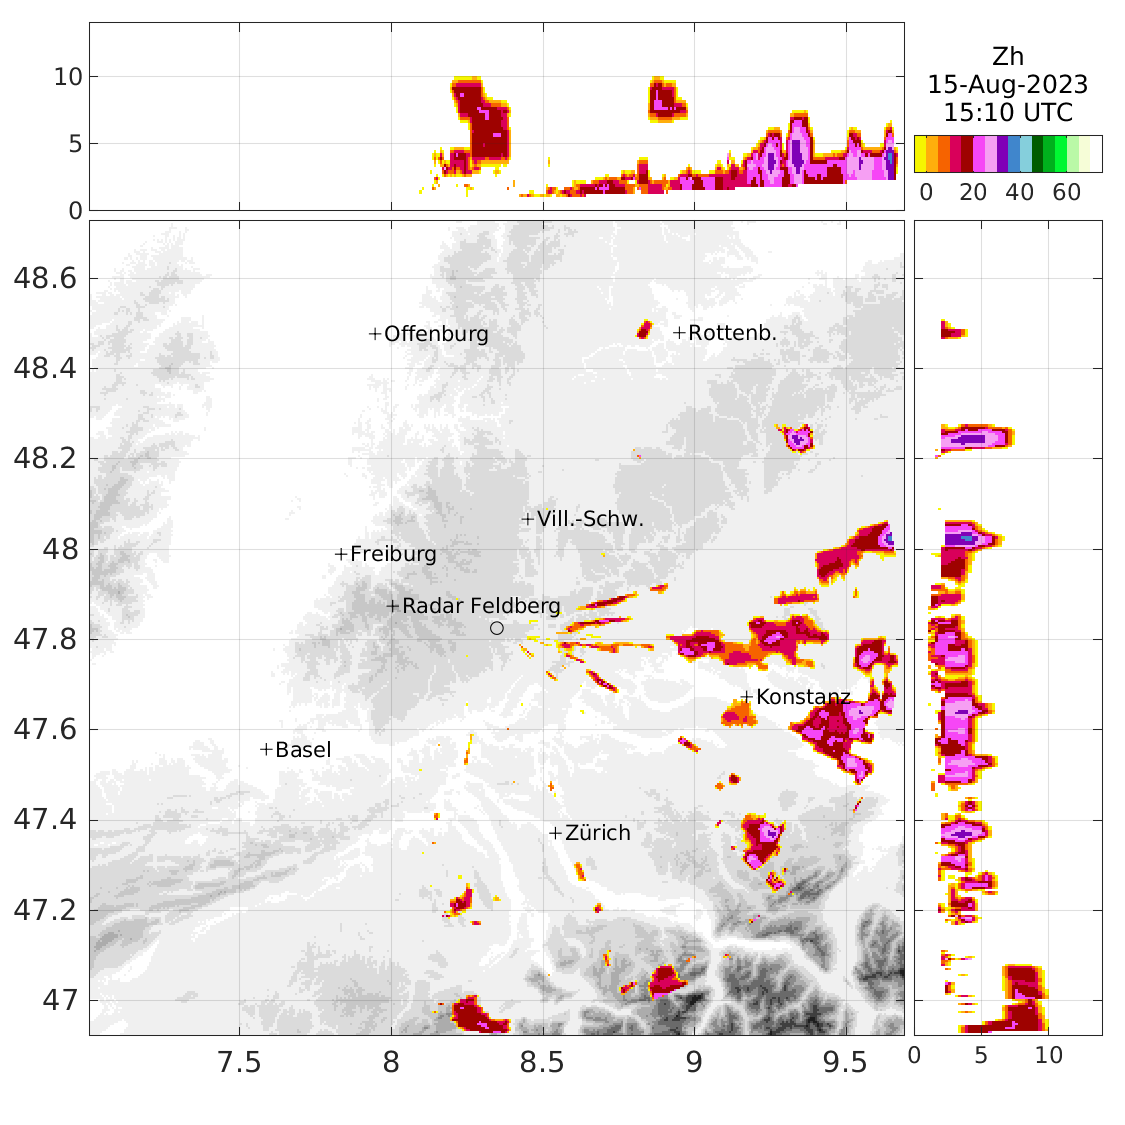 10
5
0
Zh
15-Aug-2023
15:10 UTC
0 20 40 60
48.6
48.4
48.2
48
47.8
47.6
47.4
47.2
47
+Offenburg
+Rottenb.
+Vill.-Schw.
+Freiburg
+Radar Feldberg
+Konstanz
+Basel
+Zürich
7.5 8 8.5 9 9.5
0 5 10